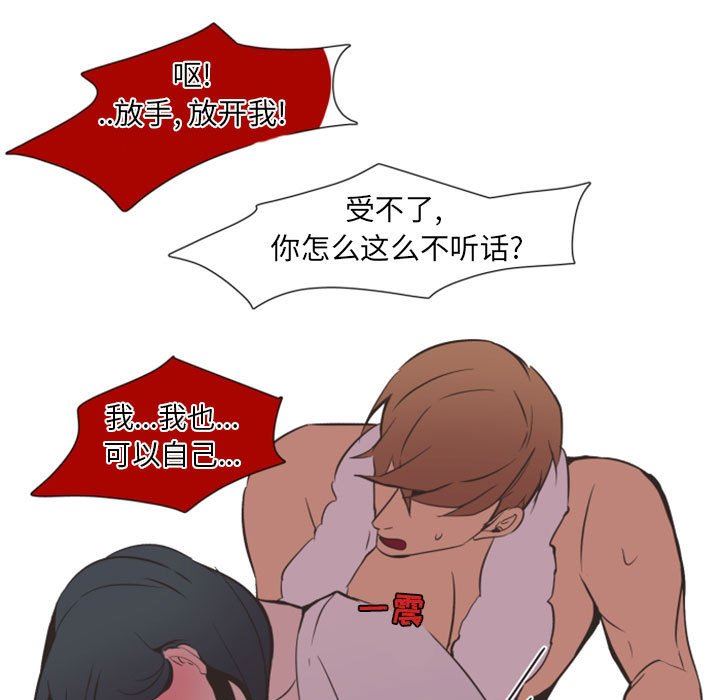 呕!
..放手, 放开我!
受不了,
你怎么这么不听话?
我...我也...
可以自己...
一震